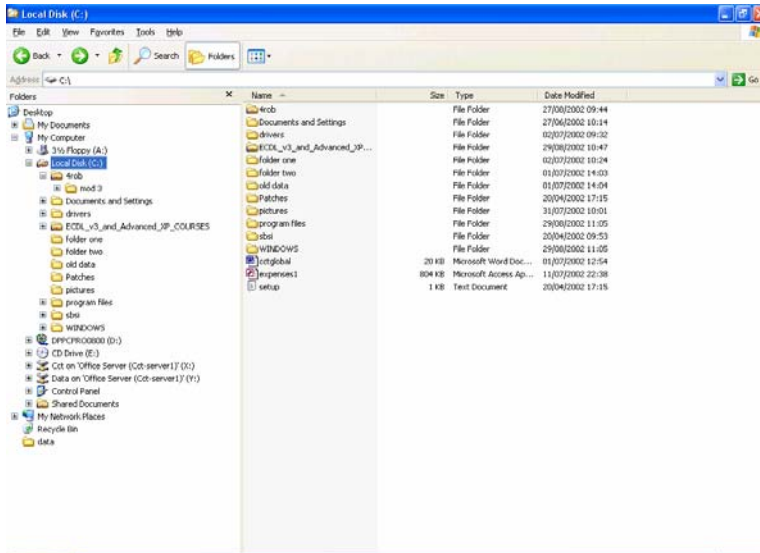 Local Disk (C:)
File Edit View Favorites Tools Help
Back Search Folders
Address C:\ Go
Folders
Desktop
My Documents
My Computer
3½ Floppy (A:)
Local Disk (C:)
4rob
mod 3
Documents and Settings
drivers
ECDL_v3_and_Advanced_XP_COURSES
folder one
folder two
old data
Patches
pictures
program files
sbsi
WINDOWS
DPPCPRO0800 (D:)
CD Drive (E:)
Cct on 'Office Server (Cct-server1)' (X:)
Data on 'Office Server (Cct-server1)' (Y:)
Control Panel
Shared Documents
My Network Places
Recycle Bin
data
Name Size Type Date Modified
4rob File Folder 27/08/2002 09:44
Documents and Settings File Folder 27/06/2002 10:14
drivers File Folder 02/07/2002 09:32
ECDL_v3_and_Advanced_XP... File Folder 29/08/2002 10:47
folder one File Folder 02/07/2002 10:24
folder two File Folder 01/07/2002 14:03
old data File Folder 01/07/2002 14:04
Patches File Folder 20/04/2002 17:15
pictures File Folder 31/07/2002 10:01
program files File Folder 29/08/2002 11:05
sbsi File Folder 20/04/2002 09:53
WINDOWS File Folder 29/08/2002 11:05
cctglobal 20 KB Microsoft Word Doc... 01/07/2002 12:54
expenses1 804 KB Microsoft Access Ap... 11/07/2002 22:38
setup 1 KB Text Document 20/04/2002 17:15